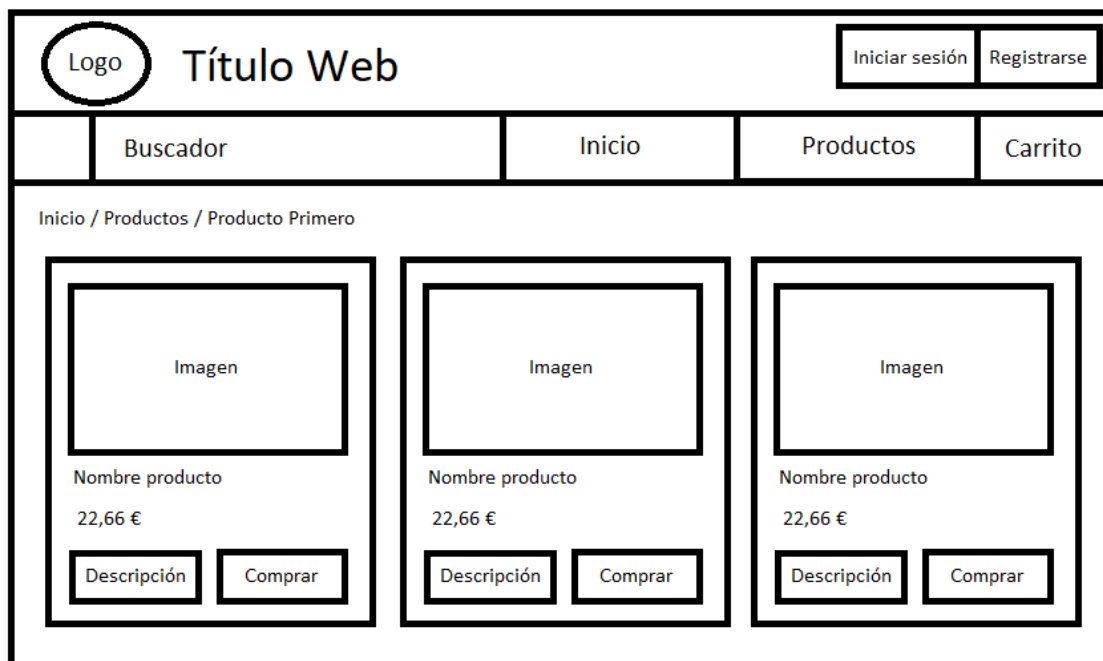 Logo
Título Web
Iniciar sesión
Registrarse
Buscador
Inicio
Productos
Carrito
Inicio / Productos / Producto Primero
Imagen
Nombre producto
22,66 €
Descripción
Comprar
Imagen
Nombre producto
22,66 €
Descripción
Comprar
Imagen
Nombre producto
22,66 €
Descripción
Comprar